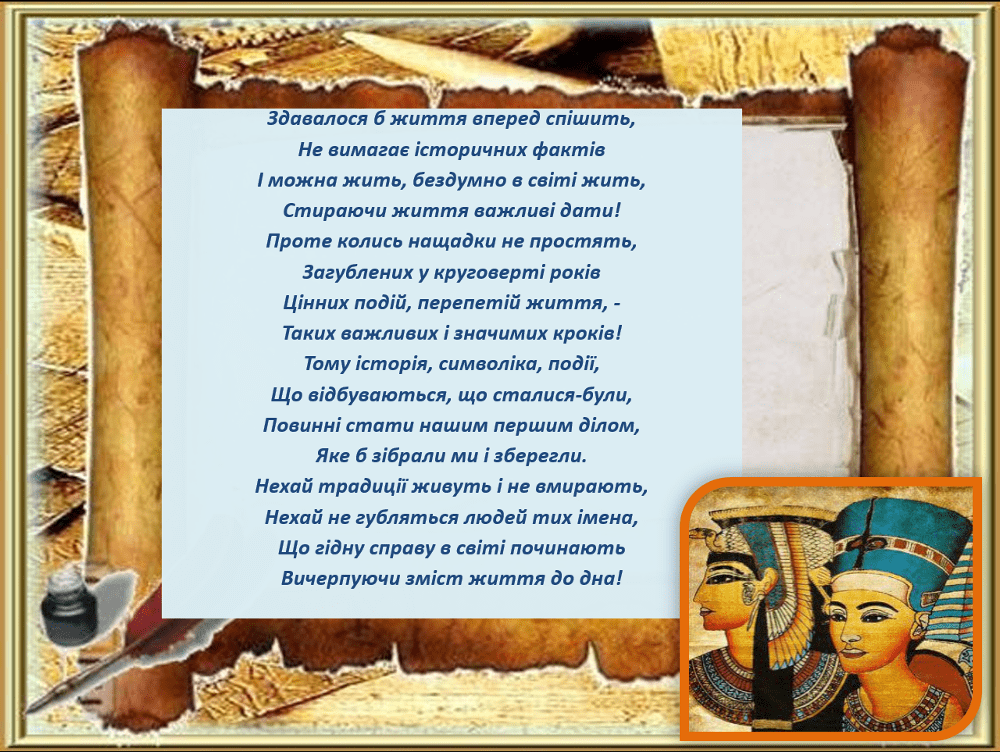 Здавалося б життя вперед спішить,
Не вимагає історичних фактів
І можна жить, бездумно в світі жить,
Стираючи життя важливі дати!
Проте колись нащадки не простять,
Загублених у круговерті років
Цінних подій, перепетій життя, -
Таких важливих і значимих кроків!
Тому історія, символіка, події,
Що відбуваються, що сталися-були,
Повинні стати нашим першим ділом,
Яке б зібрали ми і зберегли.
Нехай традиції живуть і не вмирають,
Нехай не губляться людей тих імена,
Що гідну справу в світі починають
Вичерпуючи зміст життя до дна!